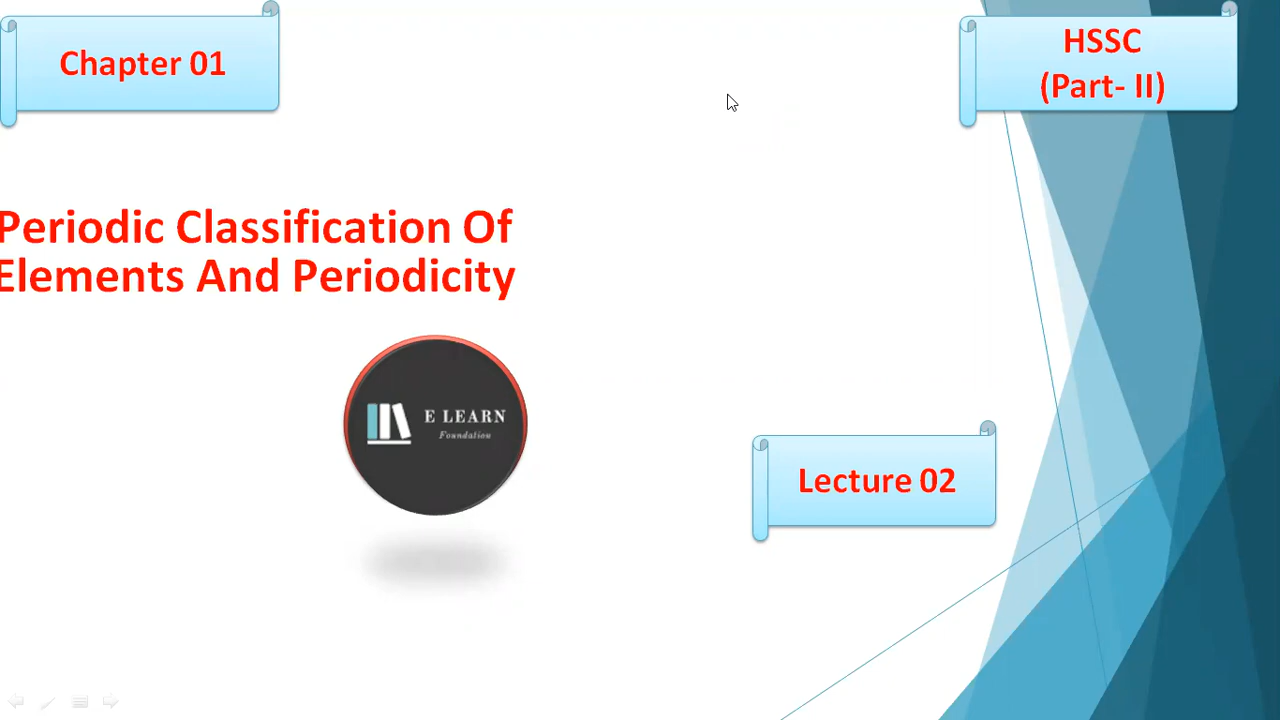 Chapter 01
HSSC
(Part- II)
Periodic Classification Of
Elements And Periodicity
E LEARN
Foundation
Lecture 02